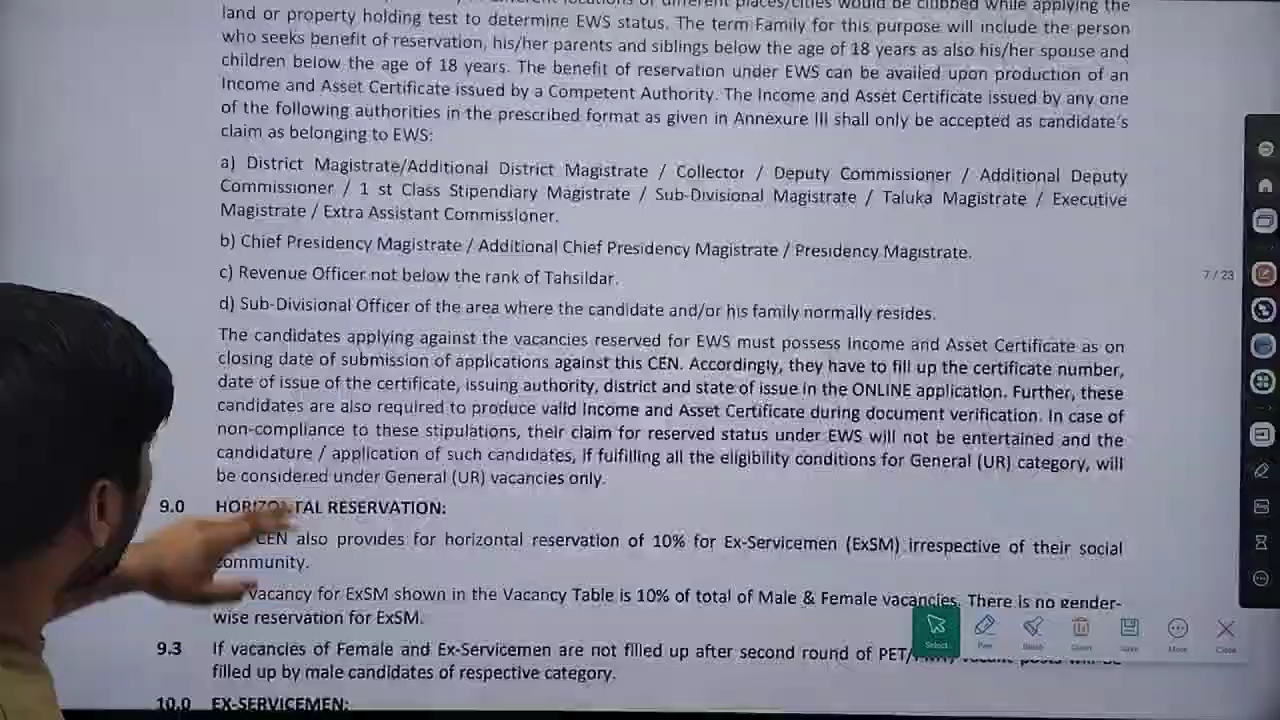 different places/cities would be clubbed while applying the
land or property holding test to determine EWS status. The term Family for this purpose will include the person
who seeks benefit of reservation, his/her parents and siblings below the age of 18 years as also his/her spouse and
children below the age of 18 years. The benefit of reservation under EWS can be availed upon production of an
Income and Asset Certificate issued by a Competent Authority. The Income and Asset Certificate issued by any one
of the following authorities in the prescribed format as given in Annexure III shall only be accepted as candidate's
claim as belonging to EWS:
a) District Magistrate/Additional District Magistrate / Collector / Deputy Commissioner / Additional Deputy
Commissioner / 1 st Class Stipendiary Magistrate / Sub-Divisional Magistrate / Taluka Magistrate / Executive
Magistrate / Extra Assistant Commissioner.
b) Chief Presidency Magistrate / Additional Chief Presidency Magistrate / Presidency Magistrate.
c) Revenue Officer not below the rank of Tahsildar.
7 / 23
d) Sub-Divisional Officer of the area where the candidate and/or his family normally resides.
The candidates applying against the vacancies reserved for EWS must possess Income and Asset Certificate as on
closing date of submission of applications against this CEN. Accordingly, they have to fill up the certificate number,
date of issue of the certificate, issuing authority, district and state of issue in the ONLINE application. Further, these
candidates are also required to produce valid Income and Asset Certificate during document verification. In case of
non-compliance to these stipulations, their claim for reserved status under EWS will not be entertained and the
candidature / application of such candidates, if fulfilling all the eligibility conditions for General (UR) category, will
be considered under General (UR) vacancies only.
9.0 HORIZONTAL RESERVATION:
CEN also provides for horizontal reservation of 10% for Ex-Servicemen (ExSM) irrespective of their social
community.
vacancy for ExSM shown in the Vacancy Table is 10% of total of Male & Female vacancies. There is no gender-
wise reservation for ExSM.
9.3 If vacancies of Female and Ex-Servicemen are not filled up after second round of PET/
filled up by male candidates of respective category.
10.0 EX-SERVICEMEN:
Select Pen Save More Close